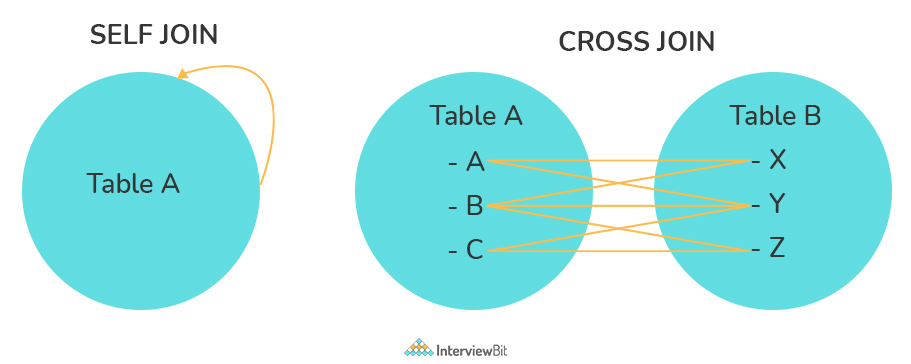 SELF JOIN
Table A
CROSS JOIN
Table A
- A
- B
- C
Table B
- X
- Y
- Z
InterviewBit